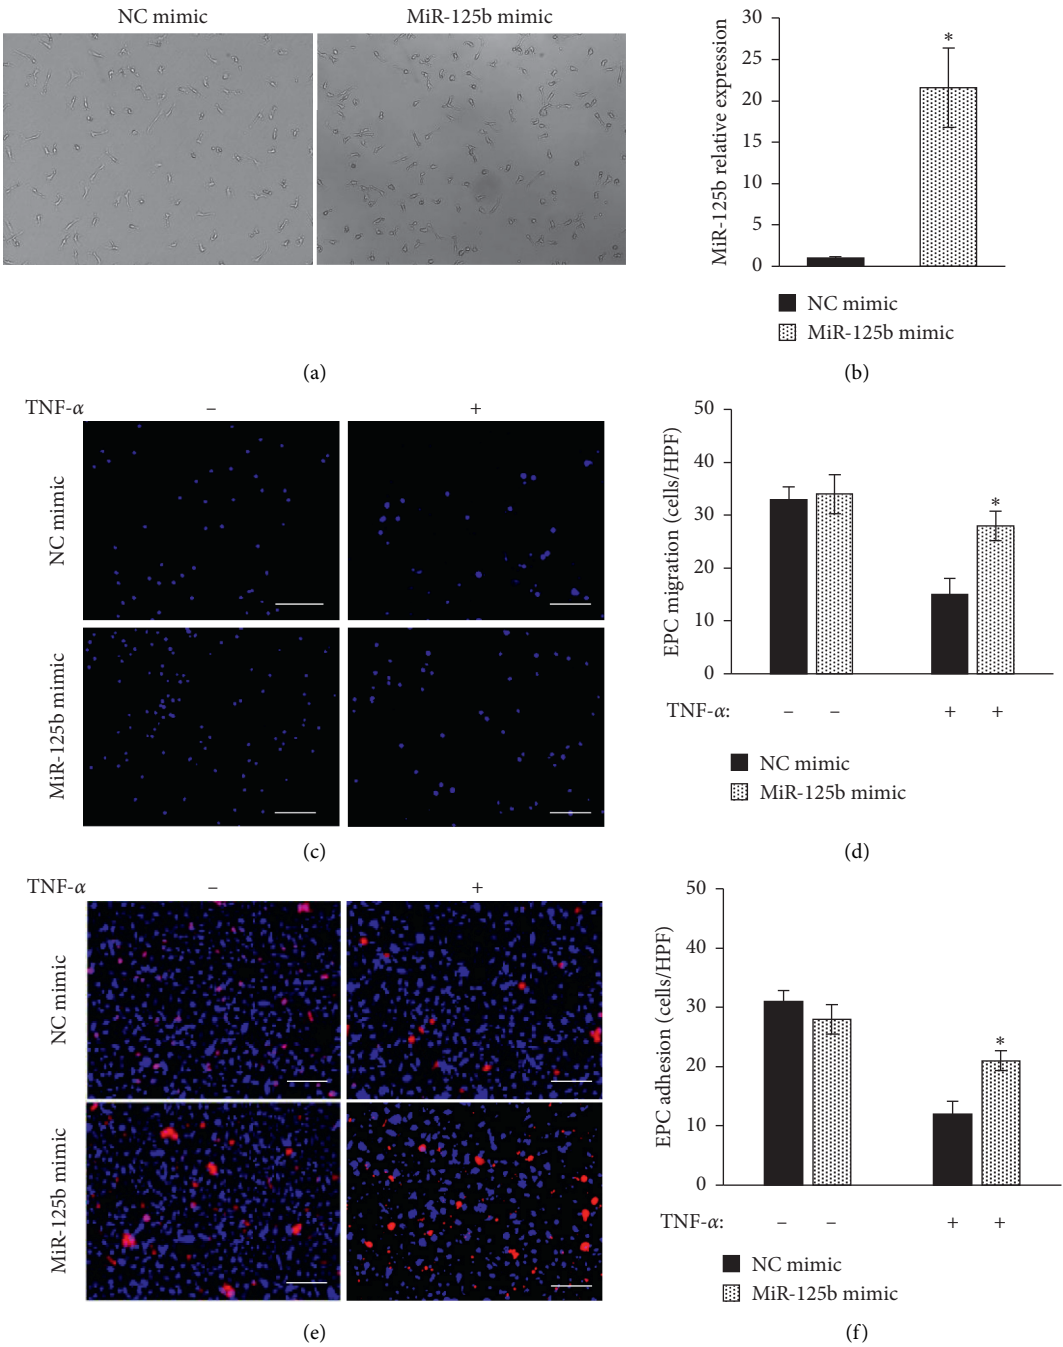 NC mimic
MiR-125b mimic
MiR-125b relative expression
30
25
20
15
10
5
0
*
NC mimic
MiR-125b mimic
(a)
(b)
TNF-α
–
+
NC mimic
MiR-125b mimic
(c)
EPC migration (cells/HPF)
50
40
30
20
10
0
*
TNF-α: – – + +
NC mimic
MiR-125b mimic
(d)
TNF-α
–
+
NC mimic
MiR-125b mimic
(e)
EPC adhesion (cells/HPF)
50
40
30
20
10
0
*
TNF-α: – – + +
NC mimic
MiR-125b mimic
(f)